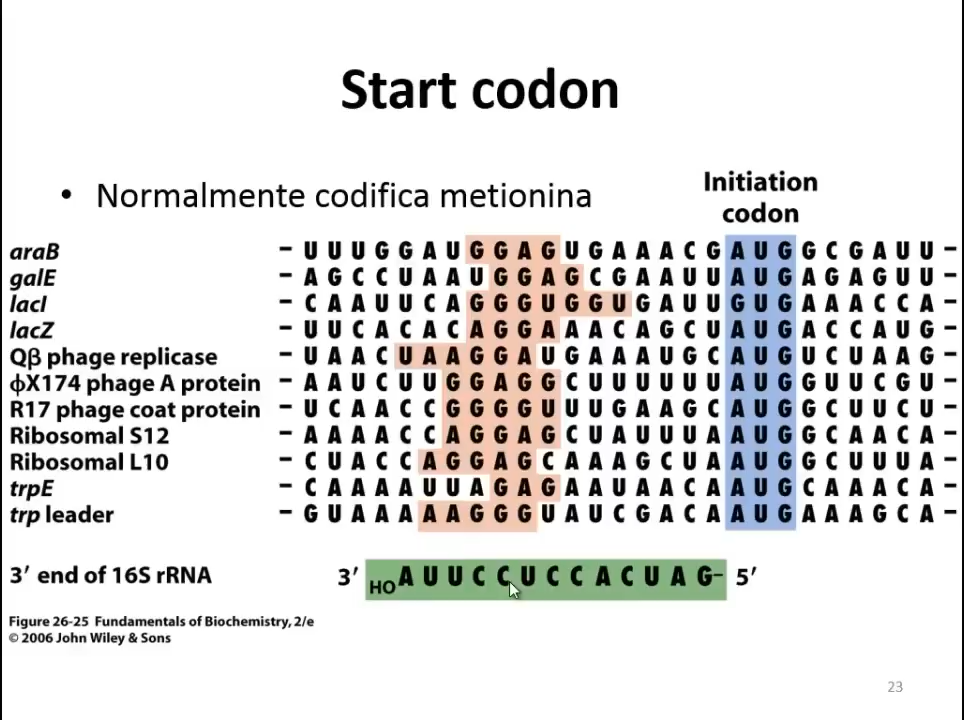 Start codon
• Normalmente codifica metionina
Initiation
codon
araB – U U U G G A U G G A G U G A A A C G A U G G C G A U U –
galE – A G C C U A A U G G A G C G A A U U A U G A G A G U U –
lacI – C A A U U C A G G G U G G U G A U U G U G A A A C C A –
lacZ – U U C A C A C A G G A A A C A G C U A U G A C C A U G –
Qβ phage replicase – U A A C U A A G G A U G A A A U G C A U G U C U A A G –
ϕX174 phage A protein – A A U C U U G G A G G C U U U U U U A U G G U U C G U –
R17 phage coat protein – U C A A C C G G G G U U U G A A G C A U G G C U U C U –
Ribosomal S12 – A A A A C C A G G A G C U A U U U A A U G G C A A C A –
Ribosomal L10 – C U A C C A G G A G C A A A G C U A A U G G C U U U A –
trpE – C A A A A U U A G A G A A U A A C A A U G C A A A C A –
trp leader – G U A A A A A G G G U A U C G A C A A U G A A A G C A –
3′ end of 16S rRNA 3′ HO A U U C C U C C A C U A G – 5′
Figure 26-25 Fundamentals of Biochemistry, 2/e
© 2006 John Wiley & Sons
23